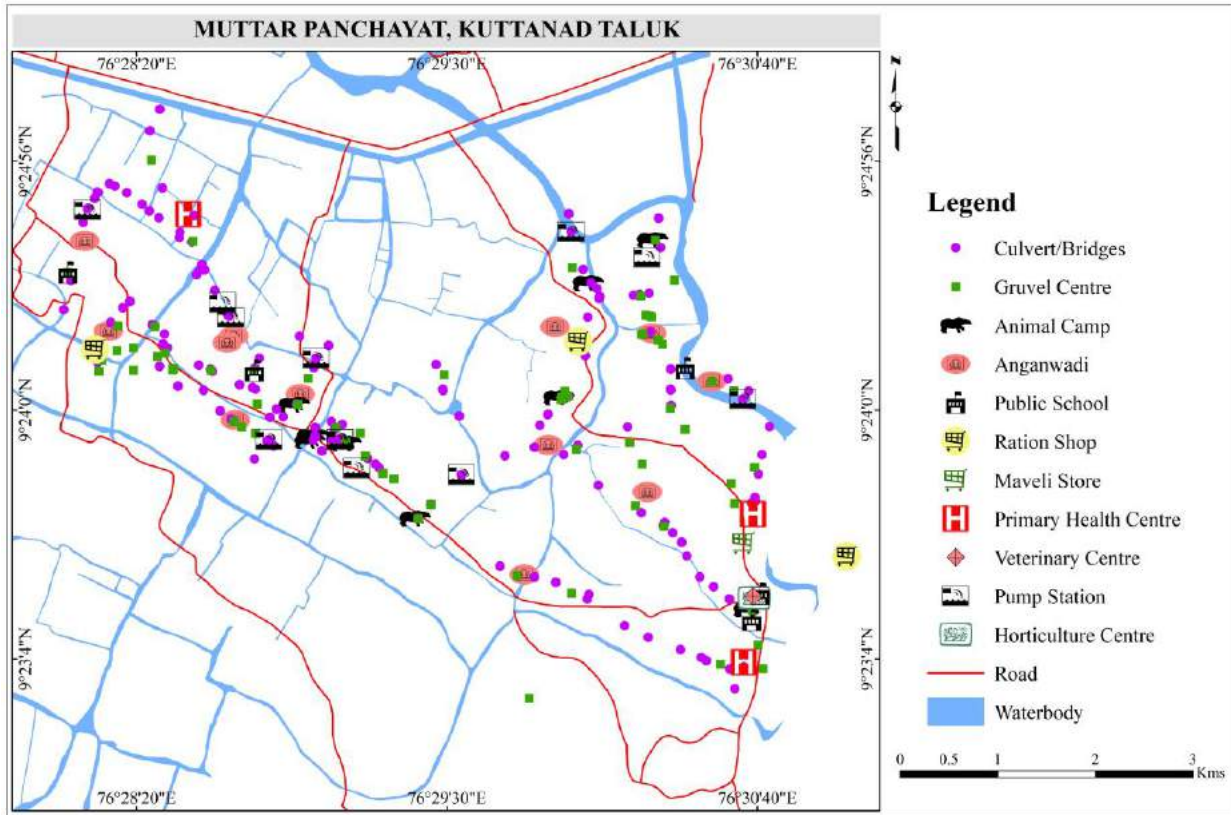 MUTTAR PANCHAYAT, KUTTANAD TALUK
76°28'20"E 76°29'30"E 76°30'40"E
N
9°24'56"N 9°24'56"N
9°24'0"N 9°24'0"N
9°23'4"N 9°23'4"N
76°28'20"E 76°29'30"E 76°30'40"E
Legend
Culvert/Bridges
Gruvel Centre
Animal Camp
Anganwadi
Public School
Ration Shop
Maveli Store
Primary Health Centre
Veterinary Centre
Pump Station
Horticulture Centre
Road
Waterbody
0 0.5 1 2 3
Kms